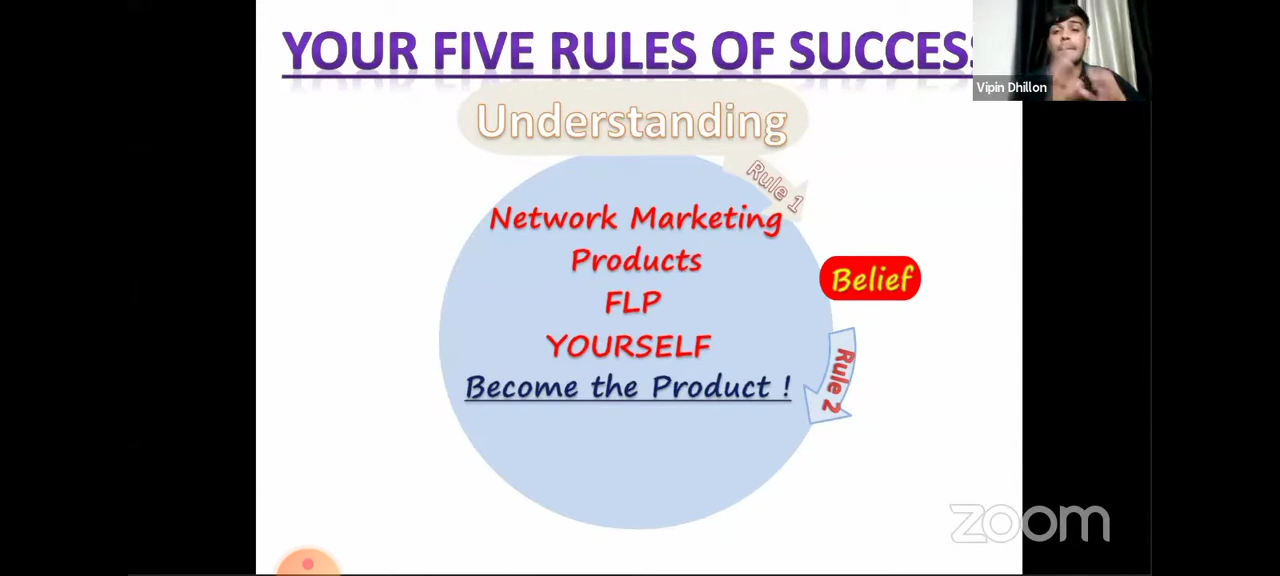 YOUR FIVE RULES OF SUCCES
Vipin Dhillon
Understanding
Rule 1
Network Marketing
Products
Belief
FLP
YOURSELF
Rule 2
Become the Product !
zoom